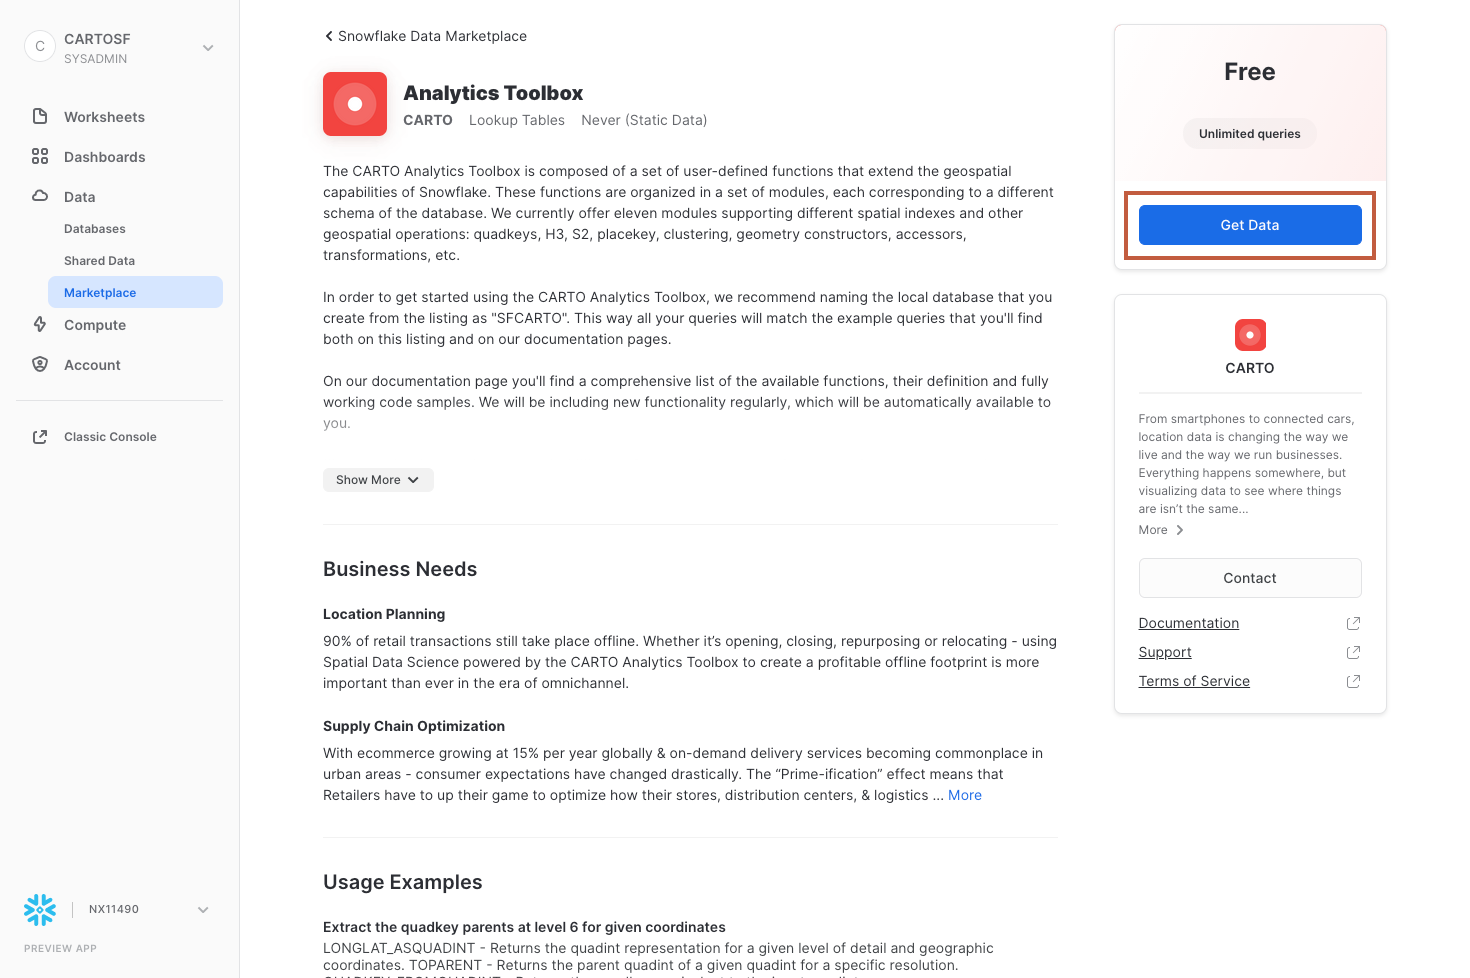 C
CARTOSF
SYSADMIN
Worksheets
Dashboards
Data
Databases
Shared Data
Marketplace
Compute
Account
Classic Console
NX11490
PREVIEW APP
Snowflake Data Marketplace
Analytics Toolbox
CARTO Lookup Tables Never (Static Data)
The CARTO Analytics Toolbox is composed of a set of user-defined functions that extend the geospatial
capabilities of Snowflake. These functions are organized in a set of modules, each corresponding to a different
schema of the database. We currently offer eleven modules supporting different spatial indexes and other
geospatial operations: quadkeys, H3, S2, placekey, clustering, geometry constructors, accessors,
transformations, etc.
In order to get started using the CARTO Analytics Toolbox, we recommend naming the local database that you
create from the listing as "SFCARTO". This way all your queries will match the example queries that you'll find
both on this listing and on our documentation pages.
On our documentation page you'll find a comprehensive list of the available functions, their definition and fully
working code samples. We will be including new functionality regularly, which will be automatically available to
you.
Show More
Business Needs
Location Planning
90% of retail transactions still take place offline. Whether it’s opening, closing, repurposing or relocating - using
Spatial Data Science powered by the CARTO Analytics Toolbox to create a profitable offline footprint is more
important than ever in the era of omnichannel.
Supply Chain Optimization
With ecommerce growing at 15% per year globally & on-demand delivery services becoming commonplace in
urban areas - consumer expectations have changed drastically. The “Prime-ification” effect means that
Retailers have to up their game to optimize how their stores, distribution centers, & logistics ... More
Usage Examples
Extract the quadkey parents at level 6 for given coordinates
LONGLAT_ASQUADINT - Returns the quadint representation for a given level of detail and geographic
coordinates. TOPARENT - Returns the parent quadint of a given quadint for a specific resolution.
Free
Unlimited queries
Get Data
CARTO
From smartphones to connected cars,
location data is changing the way we
live and the way we run businesses.
Everything happens somewhere, but
visualizing data to see where things
are isn’t the same...
More
Contact
Documentation
Support
Terms of Service